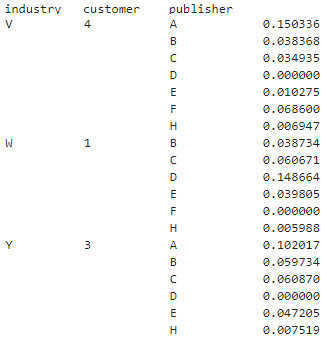 industry customer publisher
V 4 A 0.150336
B 0.038368
C 0.034935
D 0.000000
E 0.010275
F 0.068600
H 0.006947
W 1 B 0.038734
C 0.060671
D 0.148664
E 0.039805
F 0.000000
H 0.005988
Y 3 A 0.102017
B 0.059734
C 0.060870
D 0.000000
E 0.047205
H 0.007519